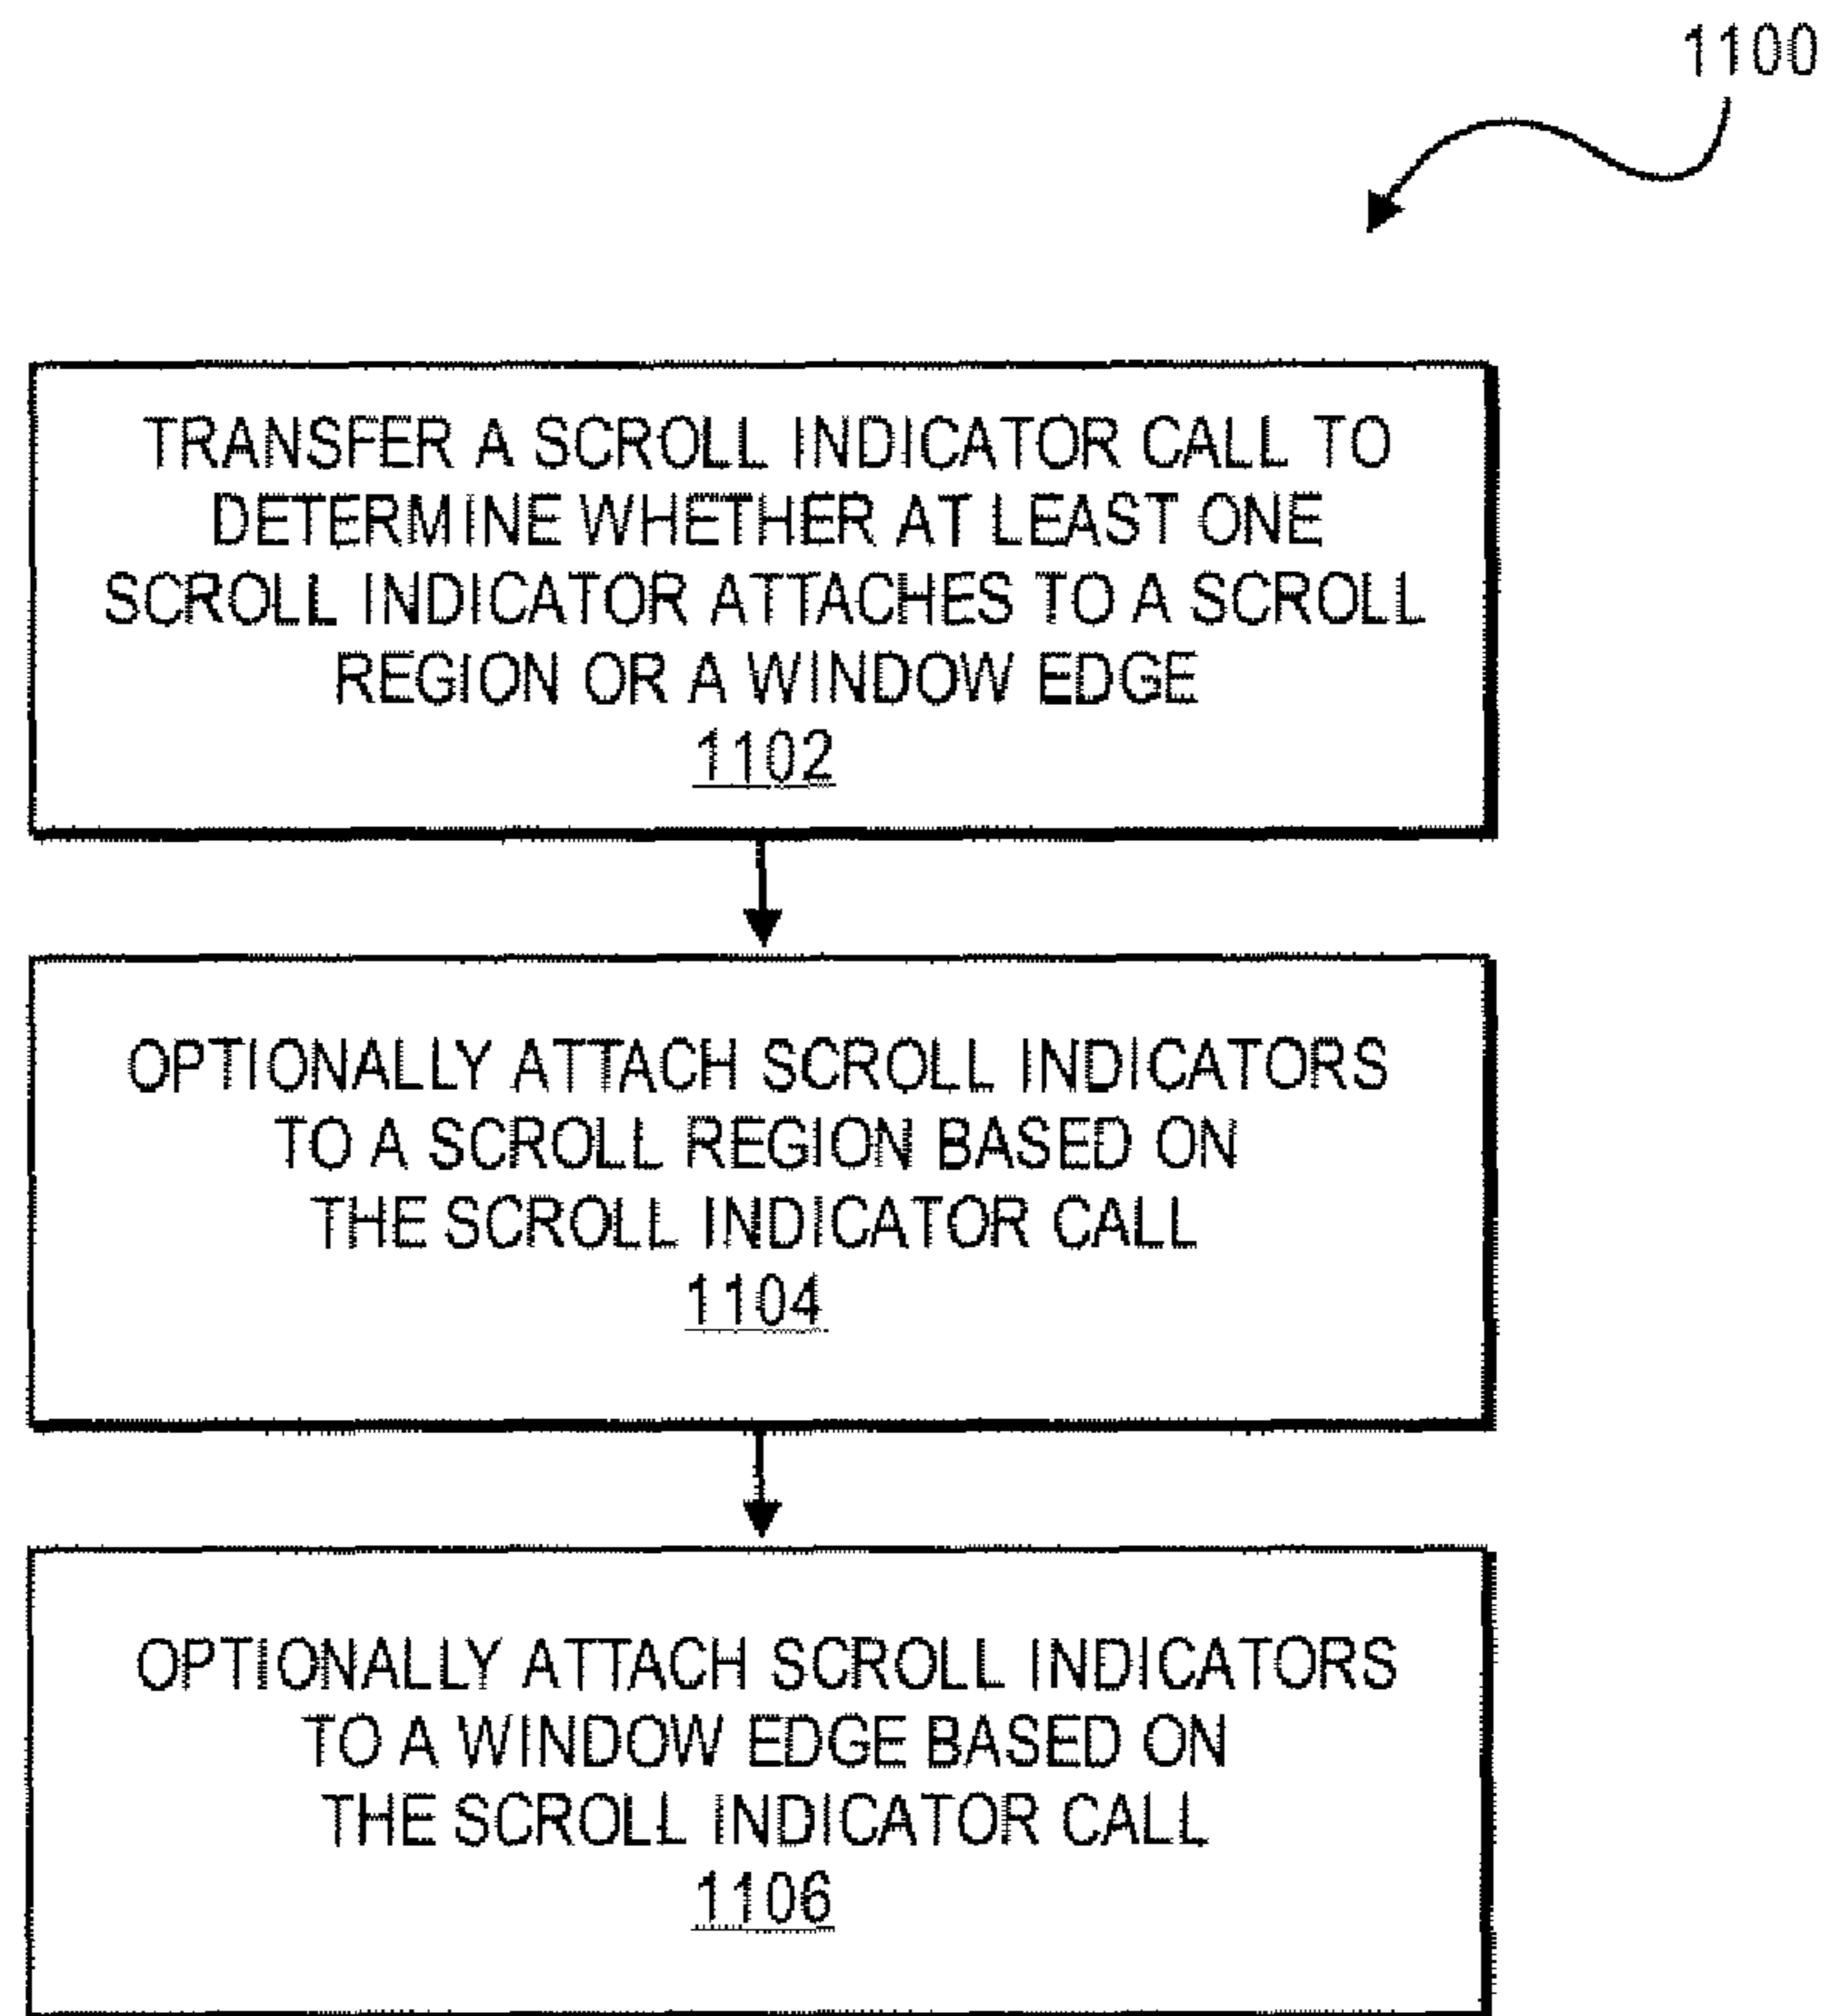 1100
TRANSFER A SCROLL INDICATOR CALL TO
DETERMINE WHETHER AT LEAST ONE
SCROLL INDICATOR ATTACHES TO A SCROLL
REGION OR A WINDOW EDGE
1102
OPTIONALLY ATTACH SCROLL INDICATORS
TO A SCROLL REGION BASED ON
THE SCROLL INDICATOR CALL
1104
OPTIONALLY ATTACH SCROLL INDICATORS
TO A WINDOW EDGE BASED ON
THE SCROLL INDICATOR CALL
1106